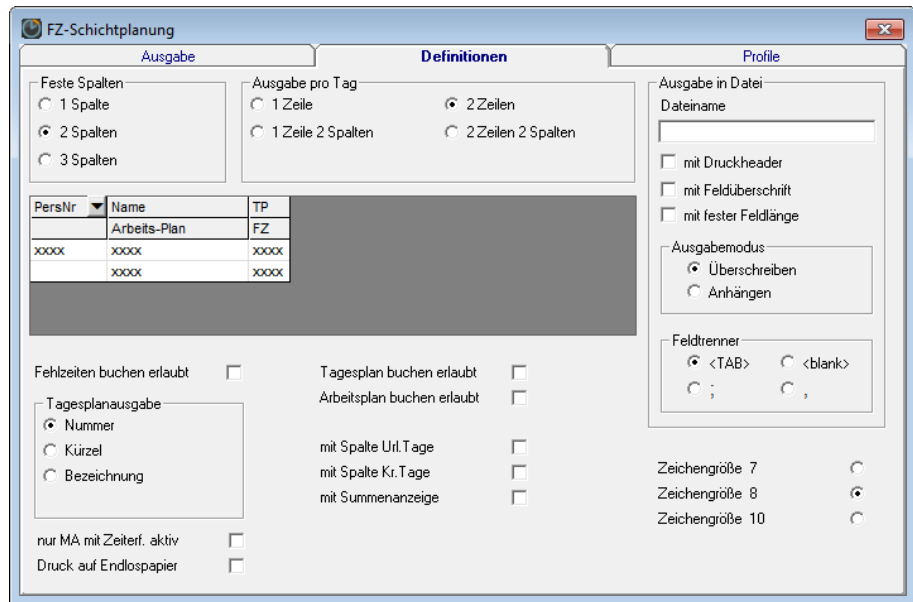 FZ-Schichtplanung
Ausgabe Definitionen Profile
Feste Spalten
1 Spalte
2 Spalten
3 Spalten
Ausgabe pro Tag
1 Zeile 2 Zeilen
1 Zeile 2 Spalten 2 Zeilen 2 Spalten
Ausgabe in Datei
Dateiname
mit Druckheader
mit Feldüberschrift
mit fester Feldlänge
Ausgabemodus
Überschreiben
Anhängen
Feldtrenner
<TAB> <blank>
; ,
PersNr Name TP
Arbeits-Plan FZ
xxxx xxxx xxxx
xxxx xxxx
Fehlzeiten buchen erlaubt
Tagesplanausgabe
Nummer
Kürzel
Bezeichnung
nur MA mit Zeiterf. aktiv
Druck auf Endlospapier
Tagesplan buchen erlaubt
Arbeitsplan buchen erlaubt
mit Spalte Url.Tage
mit Spalte Kr.Tage
mit Summenanzeige
Zeichengröße 7
Zeichengröße 8
Zeichengröße 10